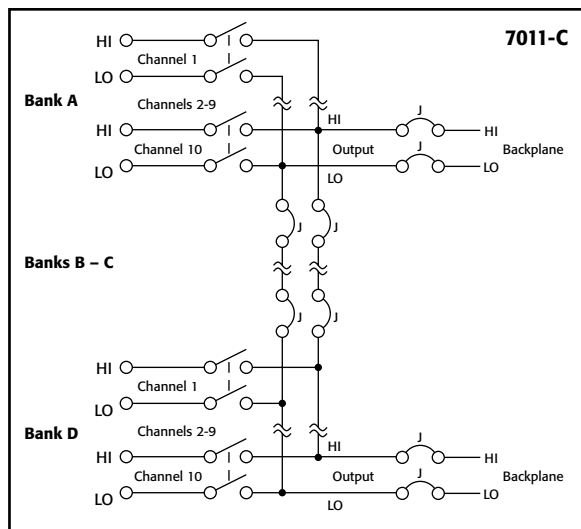 7011-C
HI
Channel 1
LO
Bank A
Channels 2-9
HI
HI
HI
Channel 10
Output
Backplane
LO
LO
LO
J
J
J
J
Banks B – C
J
J
HI
Channel 1
LO
Bank D
Channels 2-9
HI
J
HI
HI
Channel 10
Output
J
Backplane
LO
LO
LO